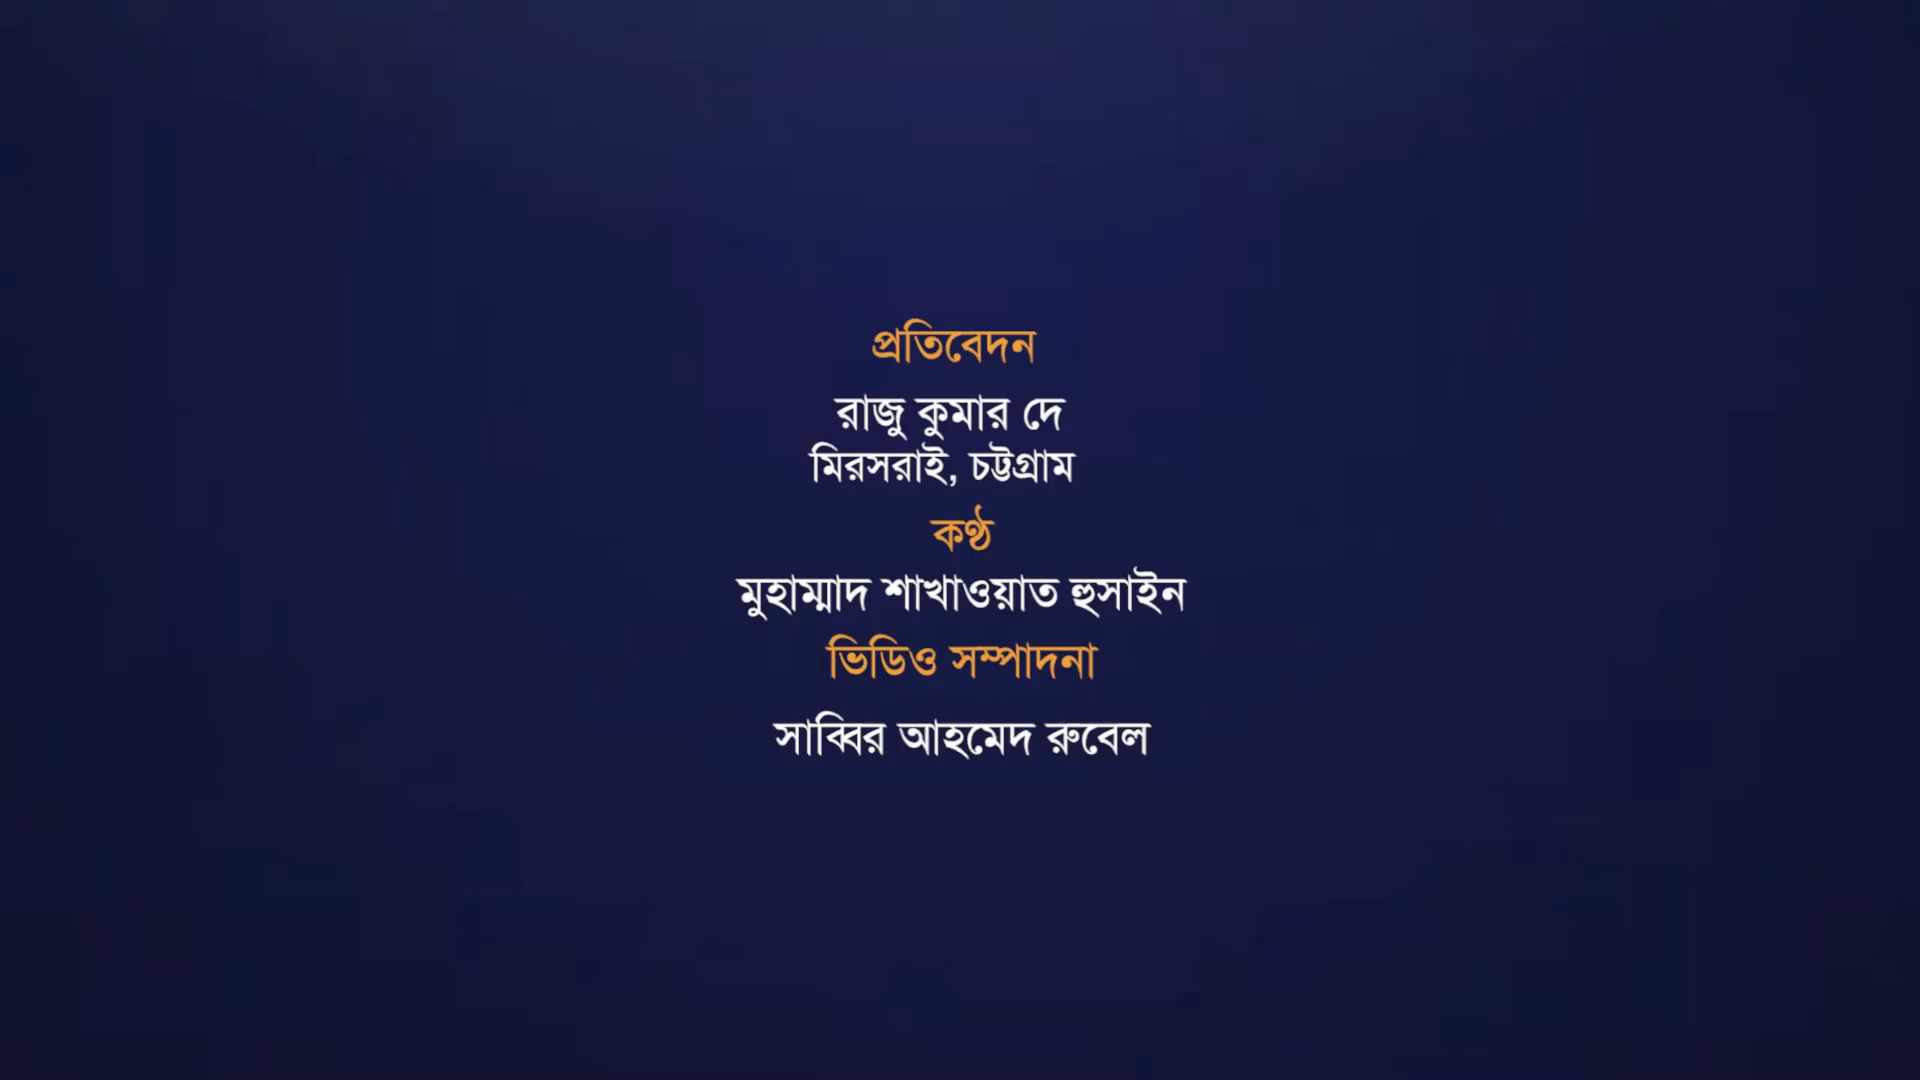 প্রতিবেদন
রাজু কুমার দে
মিরসরাই, চট্টগ্রাম
কণ্ঠ
মুহাম্মাদ শাখাওয়াত হুসাইন
ভিডিও সম্পাদনা
সাব্বির আহমেদ রুবেল